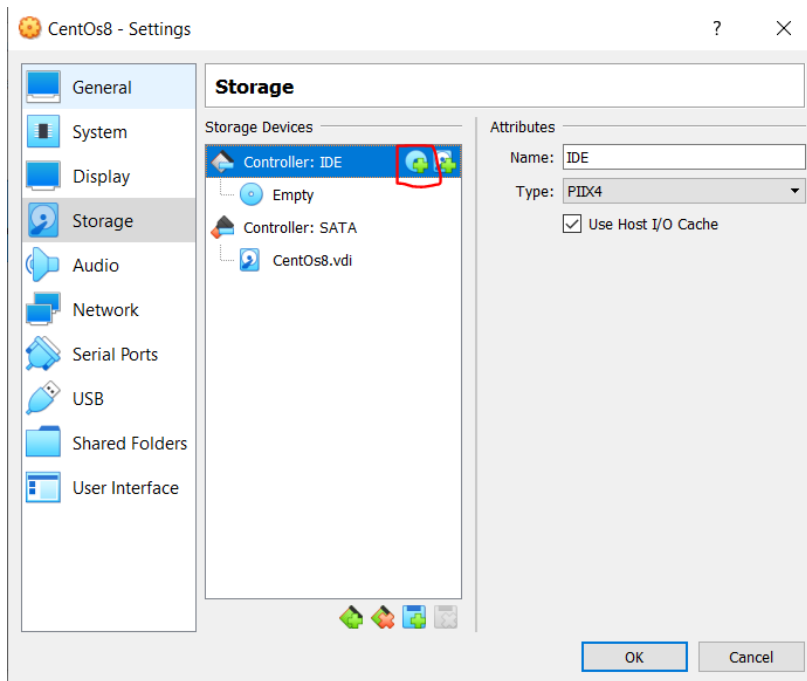 CentOs8 - Settings
?
General
System
Display
Storage
Audio
Network
Serial Ports
USB
Shared Folders
User Interface
Storage
Storage Devices
Controller: IDE
Empty
Controller: SATA
CentOs8.vdi
Attributes
Name: IDE
Type: PIIX4
Use Host I/O Cache
OK
Cancel